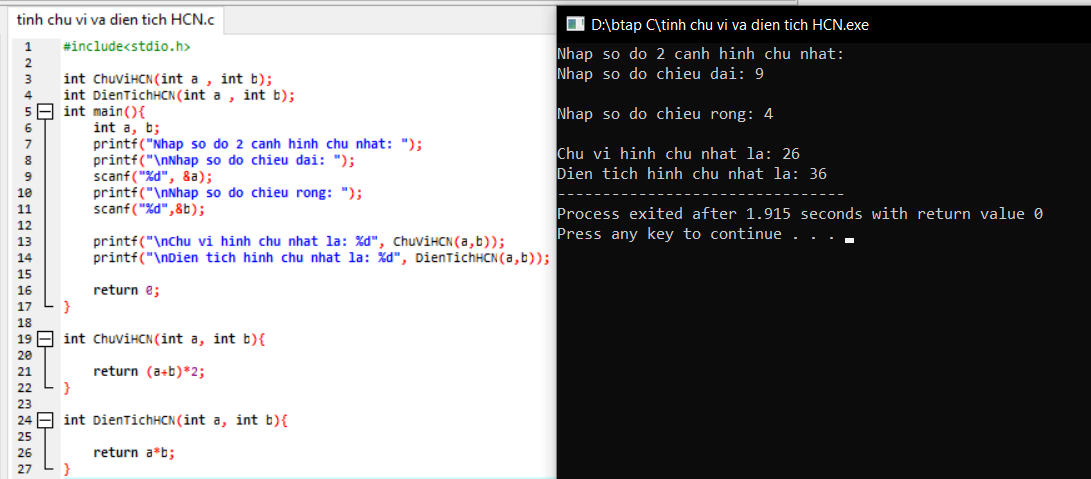 tinh chu vi va dien tich HCN.c
1 #include<stdio.h>
2
3 int ChuViHCN(int a , int b);
4 int DienTichHCN(int a , int b);
5 int main(){
6 int a, b;
7 printf("Nhap so do 2 canh hinh chu nhat: ");
8 printf("\nNhap so do chieu dai: ");
9 scanf("%d", &a);
10 printf("\nNhap so do chieu rong: ");
11 scanf("%d",&b);
12
13 printf("\nChu vi hinh chu nhat la: %d", ChuViHCN(a,b));
14 printf("\nDien tich hinh chu nhat la: %d", DienTichHCN(a,b));
15
16 return 0;
17 }
18
19 int ChuViHCN(int a, int b){
20
21 return (a+b)*2;
22 }
23
24 int DienTichHCN(int a, int b){
25
26 return a*b;
27 }
D:\btap C\tinh chu vi va dien tich HCN.exe
Nhap so do 2 canh hinh chu nhat:
Nhap so do chieu dai: 9
Nhap so do chieu rong: 4
Chu vi hinh chu nhat la: 26
Dien tich hinh chu nhat la: 36
--------------------------------
Process exited after 1.915 seconds with return value 0
Press any key to continue . . .